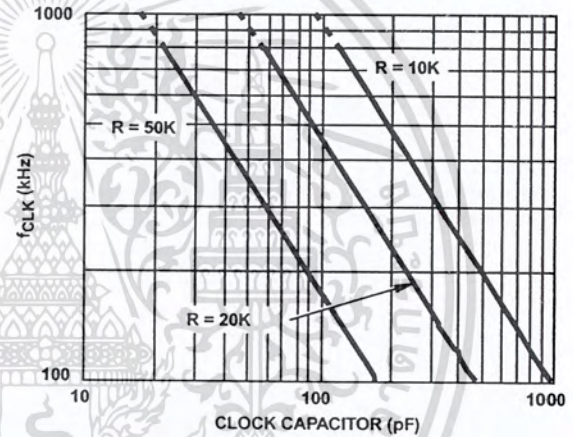 1000
R = 10K
R = 50K
fCLK (kHz)
R = 20K
100
10
100
1000
CLOCK CAPACITOR (pF)